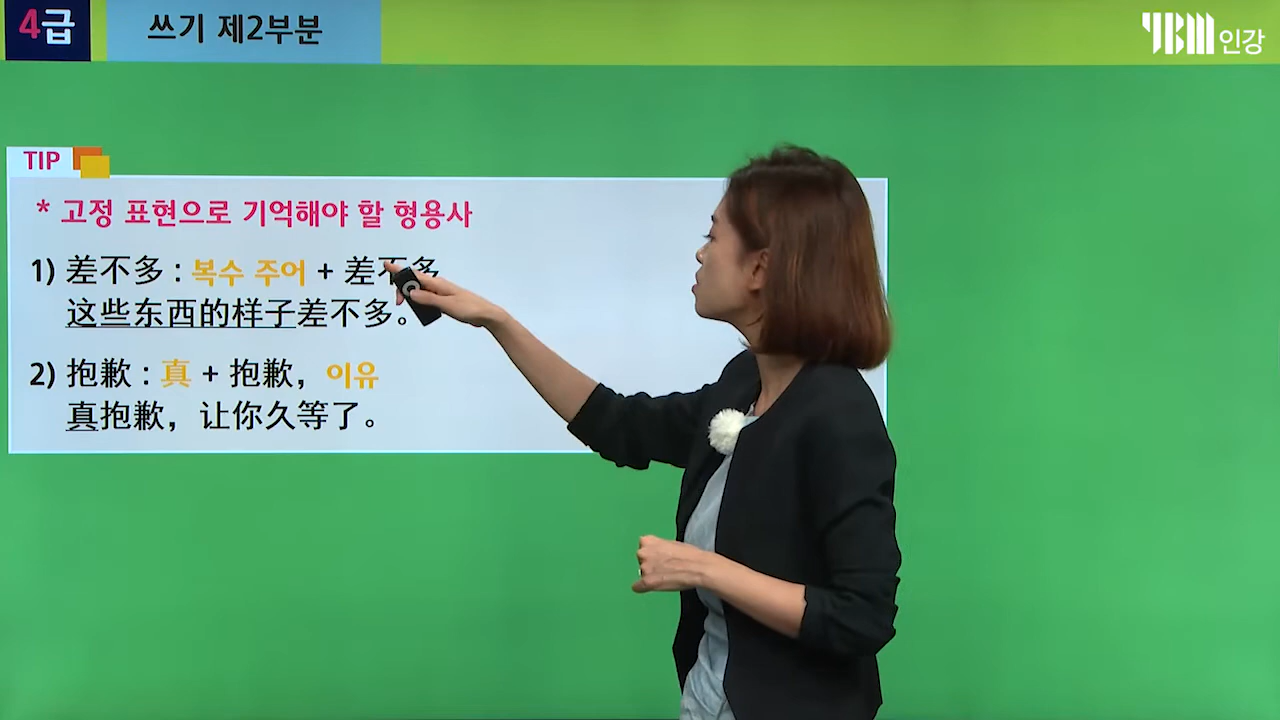 4급
쓰기 제2부분
YBM인강
TIP
* 고정 표현으로 기억해야 할 형용사
1) 差不多 : 복수 주어 + 差不多
这些东西的样子差不多。
2) 抱歉 : 真 + 抱歉，이유
真抱歉，让你久等了。